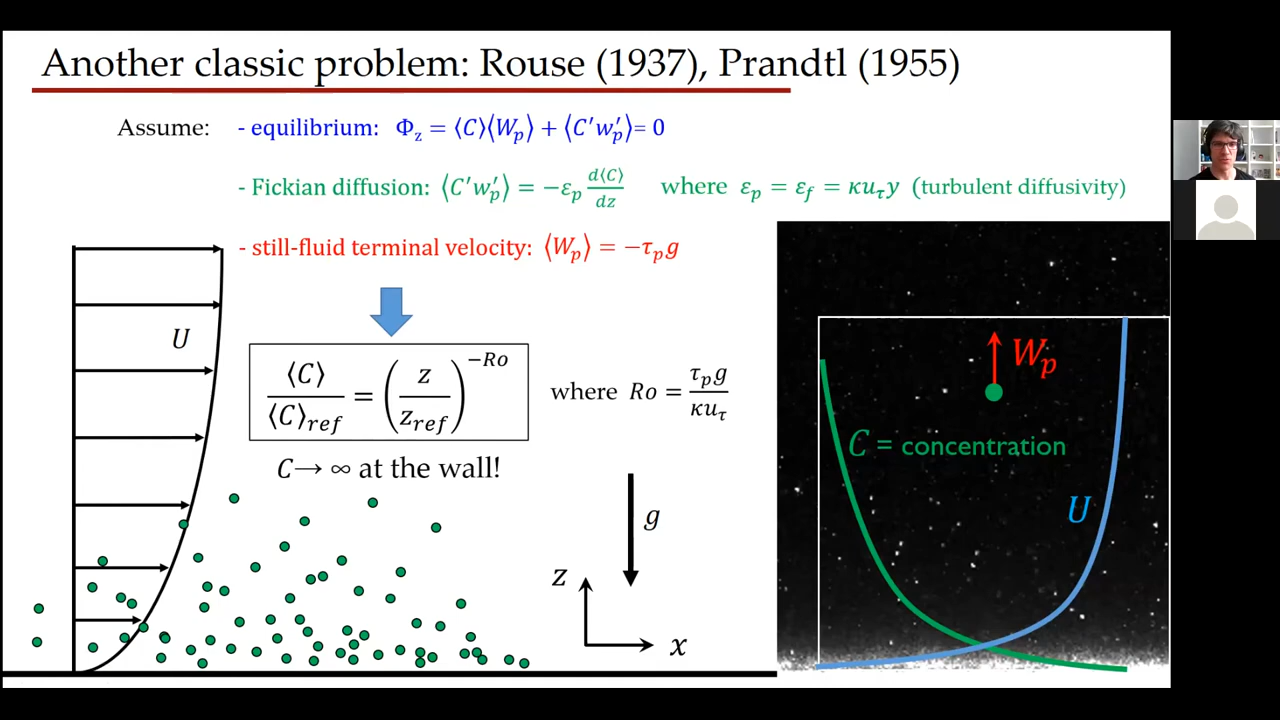 Another classic problem: Rouse (1937), Prandtl (1955)
Assume: - equilibrium: Φ_z = ⟨C⟩⟨W_p⟩ + ⟨C′w′_p⟩= 0
- Fickian diffusion: ⟨C′w′_p⟩ = −ε_p d⟨C⟩/dz where ε_p = ε_f = κu_τy (turbulent diffusivity)
- still-fluid terminal velocity: ⟨W_p⟩ = −τ_pg
U
⟨C⟩/⟨C⟩_ref = (z/z_ref)^−Ro where Ro = τ_pg/κu_τ
C→ ∞ at the wall!
g
z
x
W_p
C = concentration
U